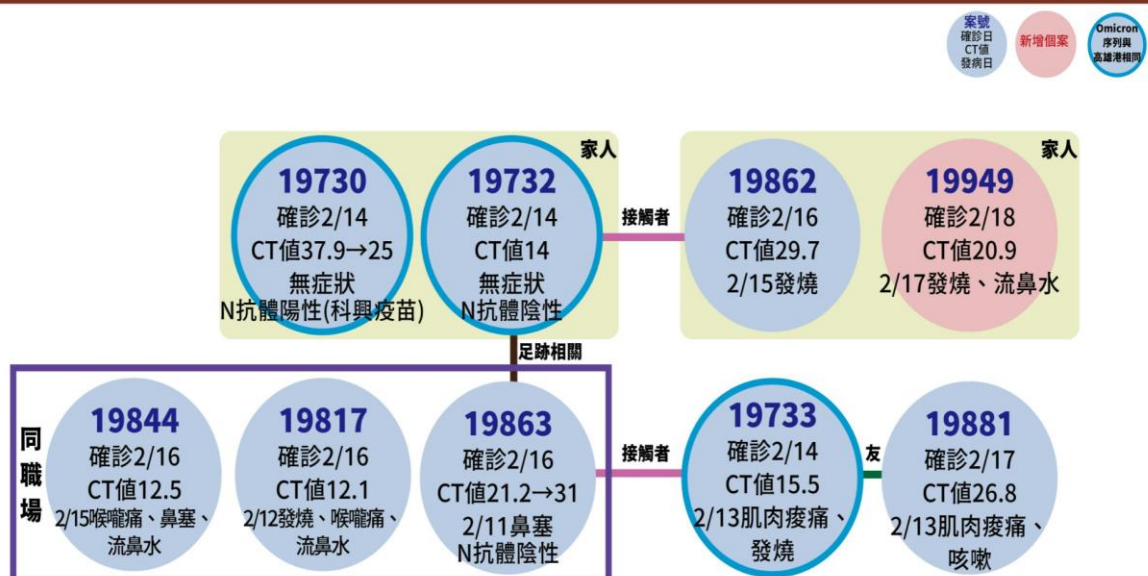 案號
確診日
CT值
發病日
新增個案
Omicron
序列與
高雄港相同
家人
19730
確診2/14
CT值37.9→25
無症狀
N抗體陽性(科興疫苗)
19732
確診2/14
CT值14
無症狀
N抗體陰性
接觸者
家人
19862
確診2/16
CT值29.7
2/15發燒
19949
確診2/18
CT值20.9
2/17發燒、流鼻水
足跡相關
同職場
19844
確診2/16
CT值12.5
2/15喉嚨痛、鼻塞、
流鼻水
19817
確診2/16
CT值12.1
2/12發燒、喉嚨痛、
流鼻水
19863
確診2/16
CT值21.2→31
2/11鼻塞
N抗體陰性
接觸者
19733
確診2/14
CT值15.5
2/13肌肉痠痛、
發燒
友
19881
確診2/17
CT值26.8
2/13肌肉痠痛、
咳嗽